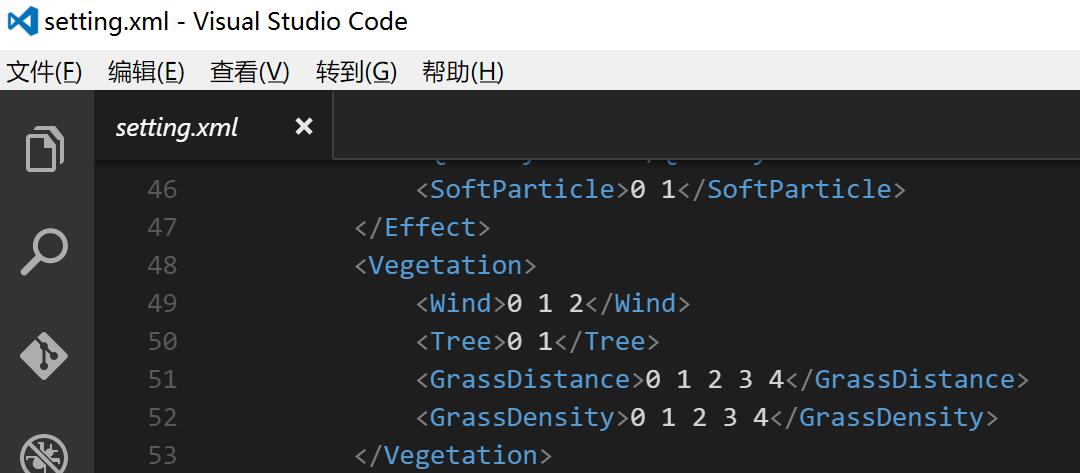 setting.xml - Visual Studio Code
文件(F) 编辑(E) 查看(V) 转到(G) 帮助(H)
setting.xml
46 <SoftParticle>0 1</SoftParticle>
47 </Effect>
48 <Vegetation>
49 <Wind>0 1 2</Wind>
50 <Tree>0 1</Tree>
51 <GrassDistance>0 1 2 3 4</GrassDistance>
52 <GrassDensity>0 1 2 3 4</GrassDensity>
53 </Vegetation>